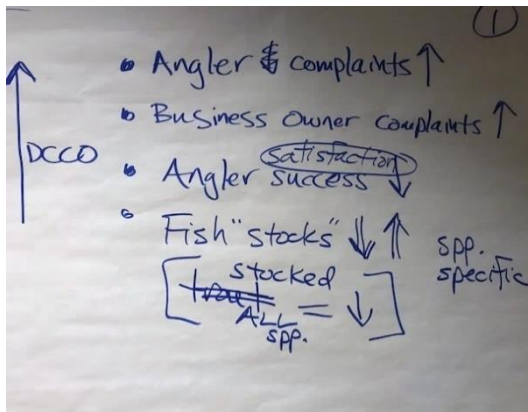 1
Angler & complaints ↑
Business Owner complaints ↑
↑ DCCO
satisfaction
Angler success ↓
Fish "stocks" ↓ ↑ spp. specific
[ stocked
trout
ALL = ↓ ]
spp.